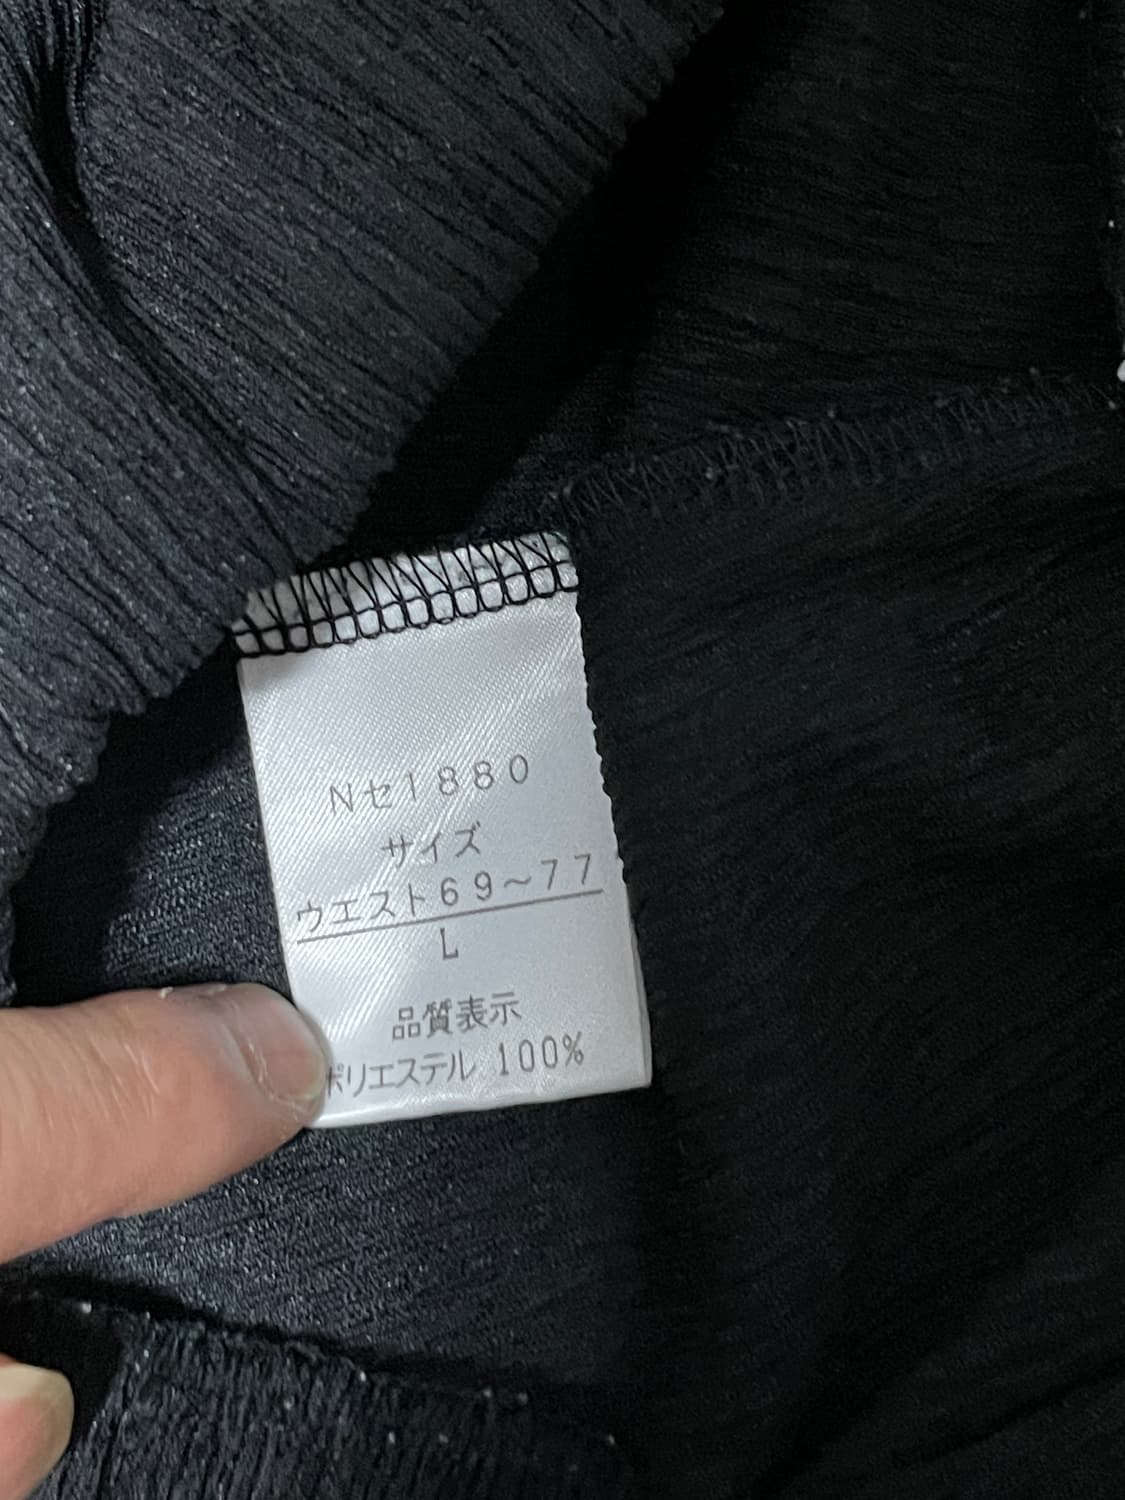 Nセ1880
サイズ
ウエスト69~77
L
品質表示
ポリエステル 100%